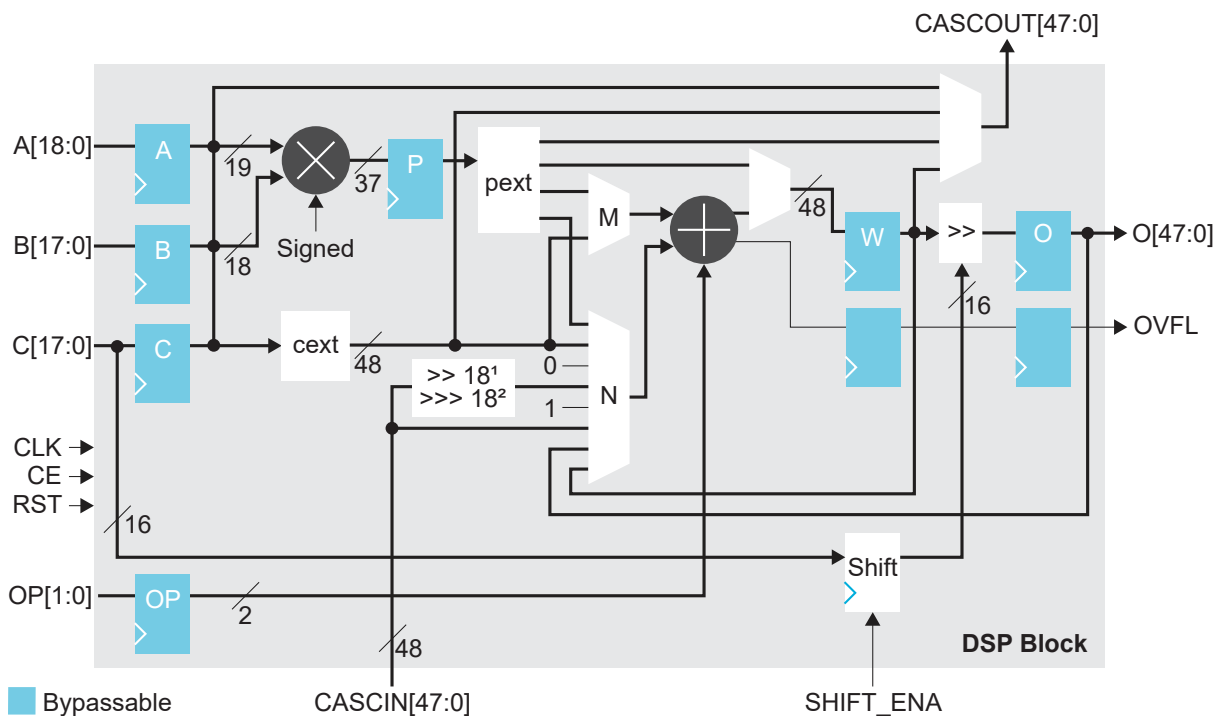 CASCOUT[47:0]
A[18:0]
A
19
37
P
pext
M
48
B[17:0]
B
18
Signed
W
>>
O
O[47:0]
16
C[17:0]
C
cext
48
OVFL
0
>> 18¹
>>> 18²
1
N
CLK
CE
RST
16
Shift
OP[1:0]
OP
2
48
DSP Block
Bypassable
CASCIN[47:0]
SHIFT_ENA